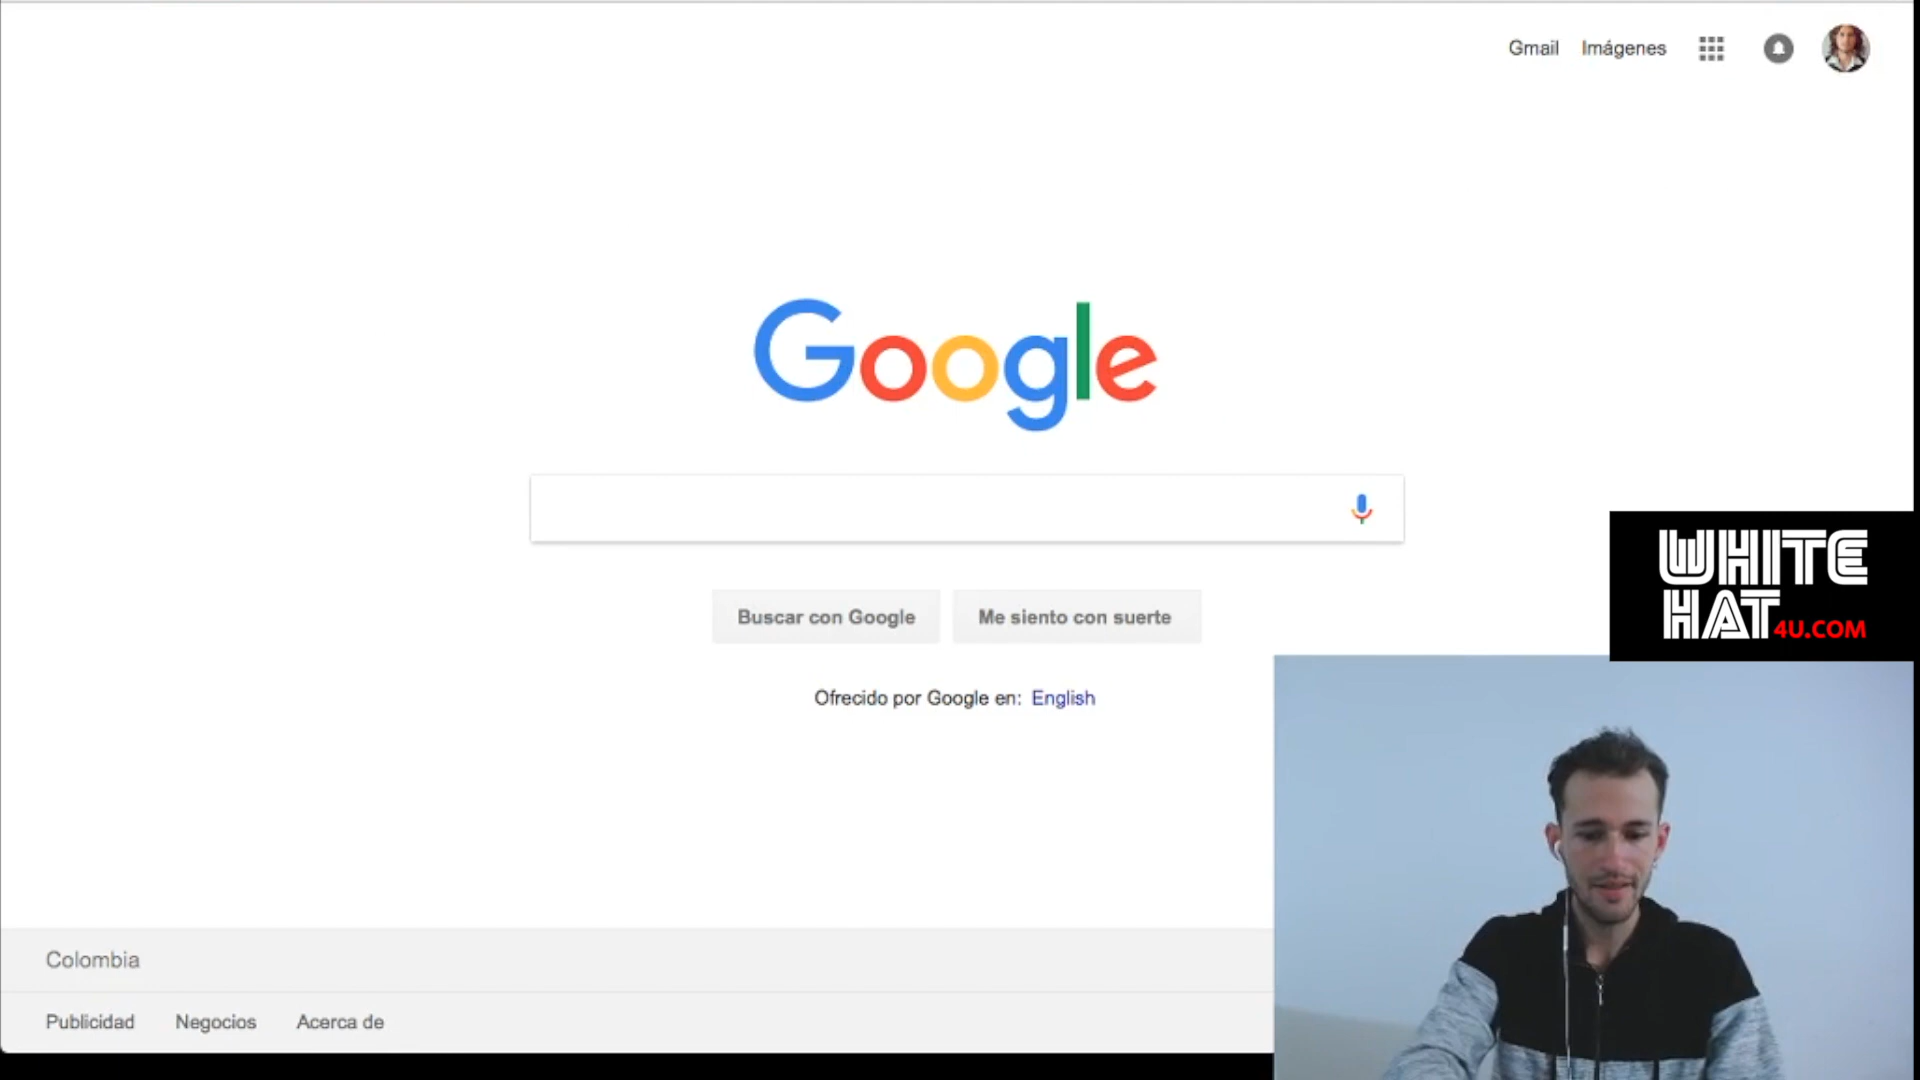 Gmail Imágenes
Google
Buscar con Google Me siento con suerte
Ofrecido por Google en: English
WHITE
HAT4U.COM
Colombia
Publicidad Negocios Acerca de